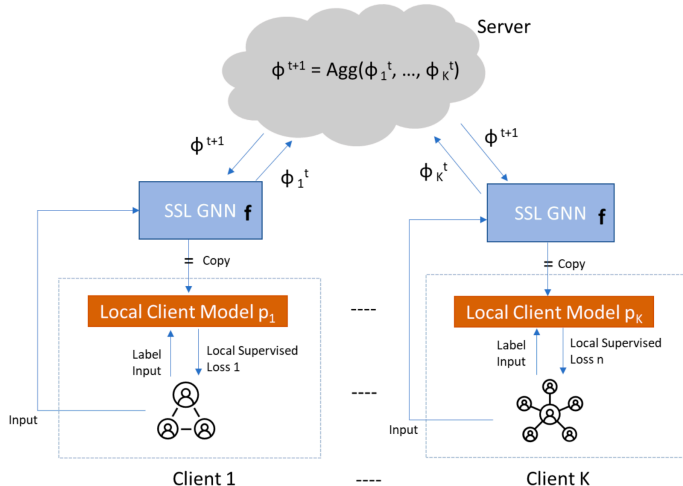 Server
ϕ^{t+1} = Agg(ϕ_1^t, ..., ϕ_K^t)
ϕ^{t+1}
ϕ_1^t
ϕ_K^t
ϕ^{t+1}
SSL GNN f
SSL GNN f
= Copy
= Copy
Local Client Model p_1
----
Local Client Model p_K
Label
Input
Local Supervised
Loss 1
Label
Input
Local Supervised
Loss n
----
Input
Input
Client 1
----
Client K